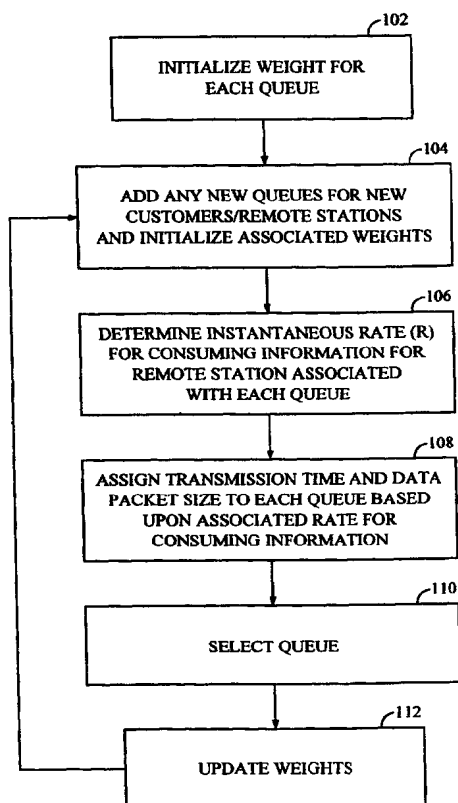 102
INITIALIZE WEIGHT FOR
EACH QUEUE
104
ADD ANY NEW QUEUES FOR NEW
CUSTOMERS/REMOTE STATIONS
AND INITIALIZE ASSOCIATED WEIGHTS
106
DETERMINE INSTANTANEOUS RATE (R)
FOR CONSUMING INFORMATION FOR
REMOTE STATION ASSOCIATED
WITH EACH QUEUE
108
ASSIGN TRANSMISSION TIME AND DATA
PACKET SIZE TO EACH QUEUE BASED
UPON ASSOCIATED RATE FOR
CONSUMING INFORMATION
110
SELECT QUEUE
112
UPDATE WEIGHTS